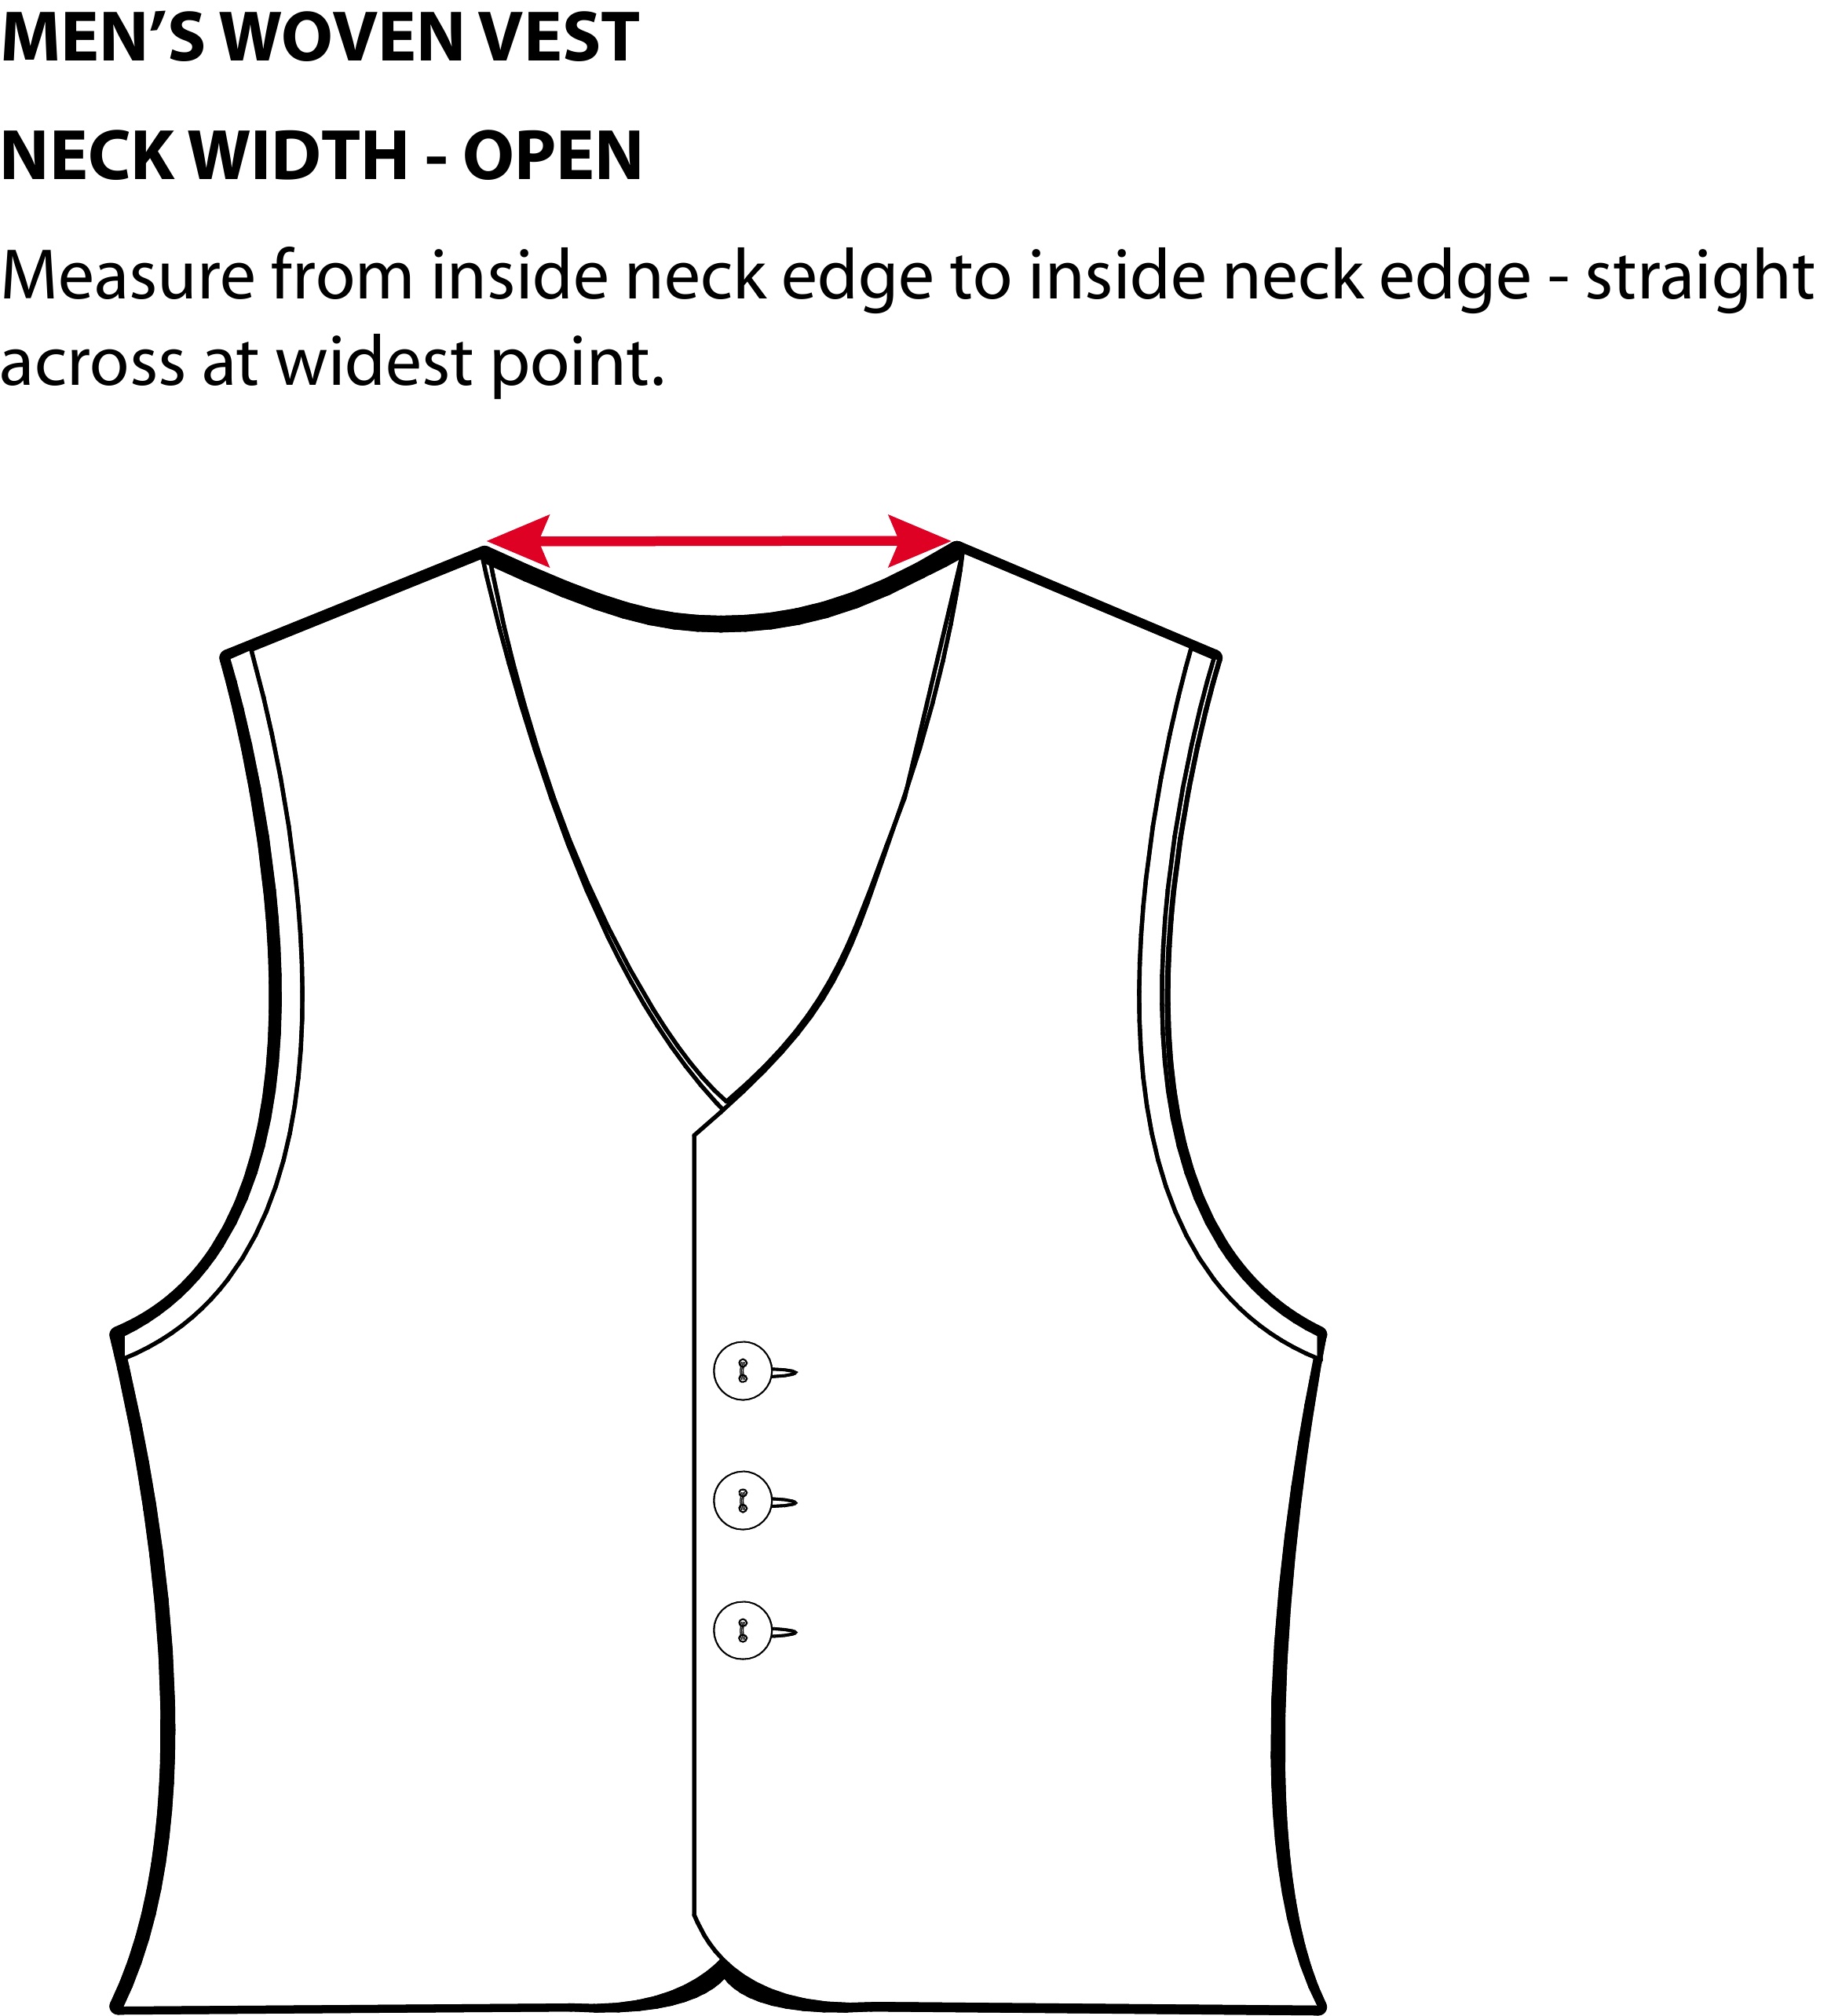 MEN’S WOVEN VEST
NECK WIDTH - OPEN
Measure from inside neck edge to inside neck edge - straight
across at widest point.